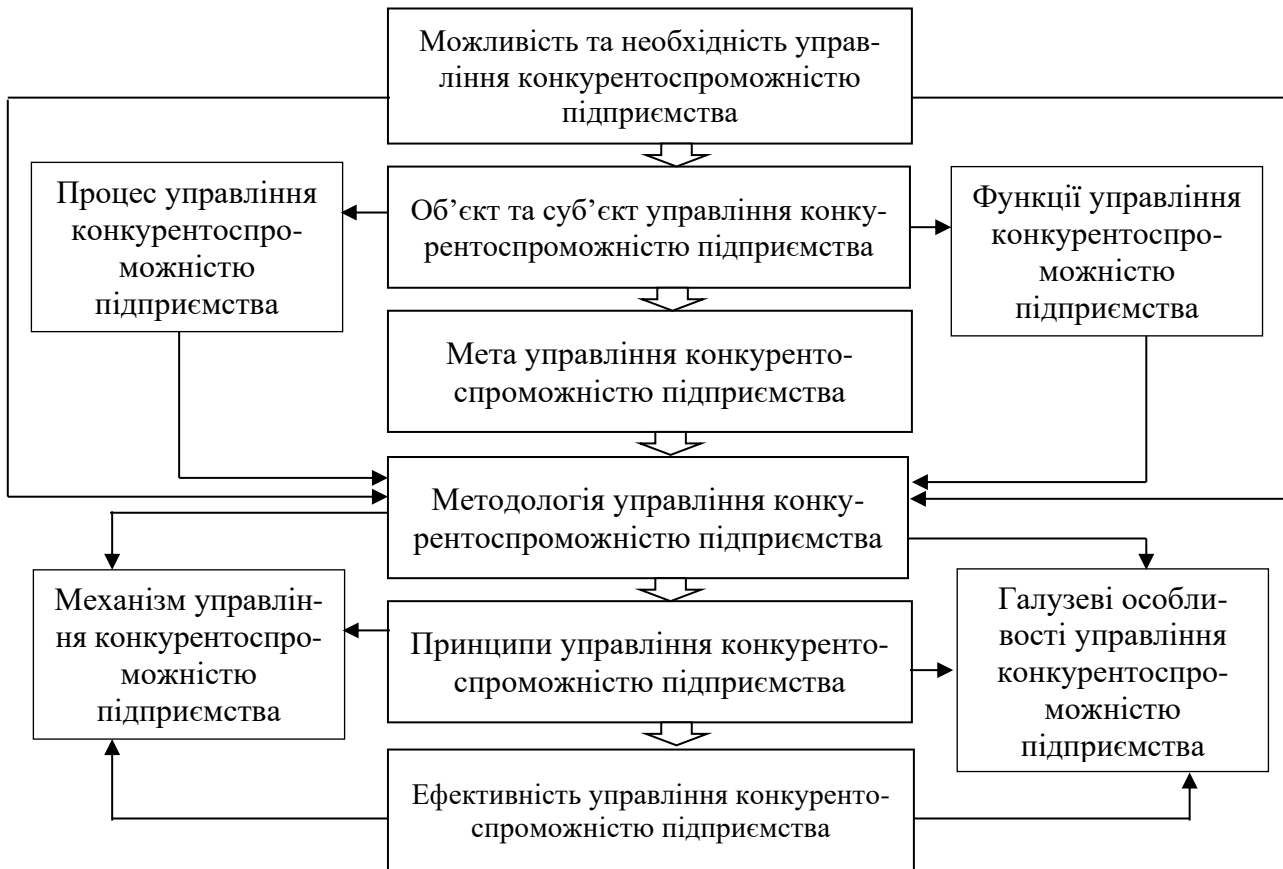 Можливість та необхідність управ-
ління конкурентоспроможністю
підприємства
Процес управління
конкурентоспро-
можністю
підприємства
Об’єкт та суб’єкт управління конку-
рентоспроможністю підприємства
Функції управління
конкурентоспро-
можністю
підприємства
Мета управління конкуренто-
спроможністю підприємства
Методологія управління конку-
рентоспроможністю підприємства
Механізм управлін-
ня конкурентоспро-
можністю
підприємства
Принципи управління конкуренто-
спроможністю підприємства
Галузеві особли-
вості управління
конкурентоспро-
можністю
підприємства
Ефективність управління конкуренто-
спроможністю підприємства